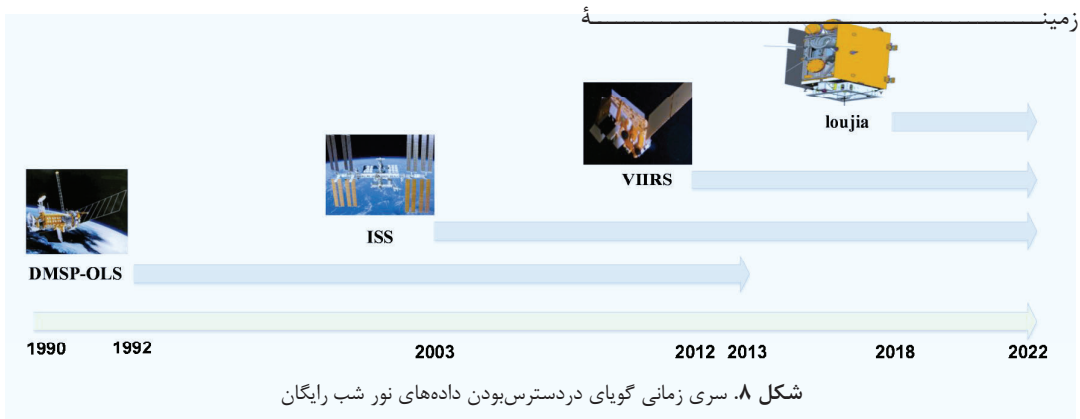 زمینۀ
loujia
VIIRS
ISS
DMSP-OLS
1990 1992 2003 2012 2013 2018 2022
شکل ۸. سری زمانی گویای دردسترس‌بودن داده‌های نور شب رایگان